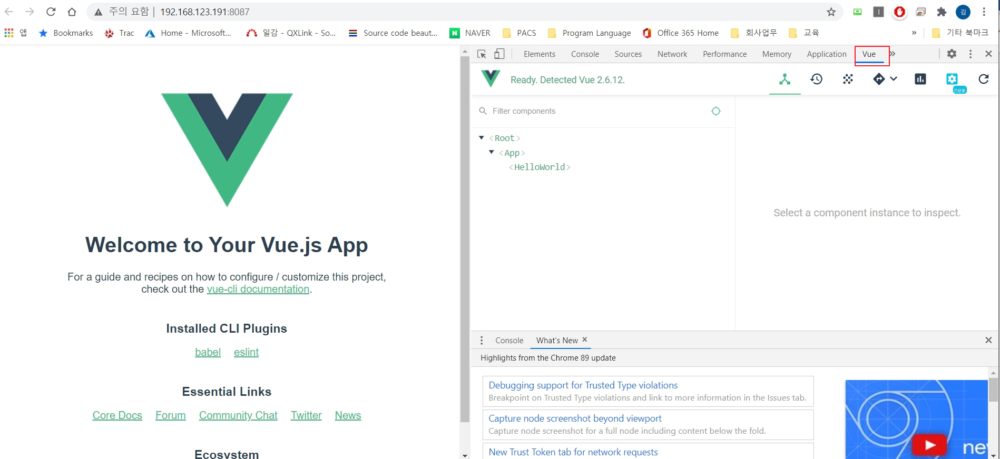 주의 요함 | 192.168.123.191:8087
김
앱 Bookmarks Trac Home - Microsoft... 일감 - QXLink - So... Source code beaut... NAVER PACS Program Language Office 365 Home 회사업무 교육 » 기타 북마크
Elements Console Sources Network Performance Memory Application Vue »
Ready. Detected Vue 2.6.12.
new
Filter components
<Root>
<App>
<HelloWorld>
Select a component instance to inspect.
Welcome to Your Vue.js App
For a guide and recipes on how to configure / customize this project,
check out the vue-cli documentation.
Installed CLI Plugins
babel eslint
Essential Links
Core Docs Forum Community Chat Twitter News
Ecosystem
Console What's New ×
Highlights from the Chrome 89 update
Debugging support for Trusted Type violations
Breakpoint on Trusted Type violations and link to more information in the Issues tab.
Capture node screenshot beyond viewport
Capture node screenshot for a full node including content below the fold.
New Trust Token tab for network requests